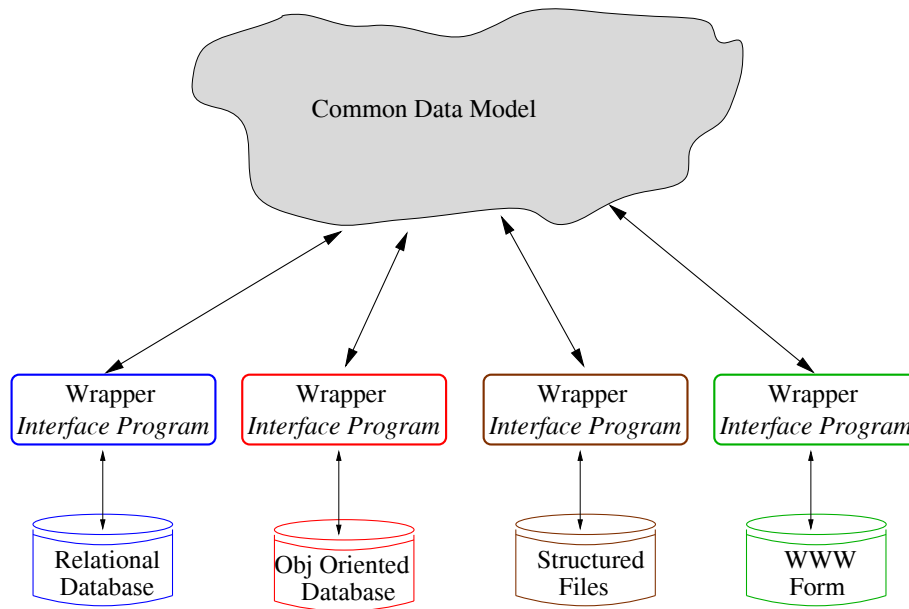 Common Data Model
Wrapper
Interface Program
Wrapper
Interface Program
Wrapper
Interface Program
Wrapper
Interface Program
Relational
Database
Obj Oriented
Database
Structured
Files
WWW
Form